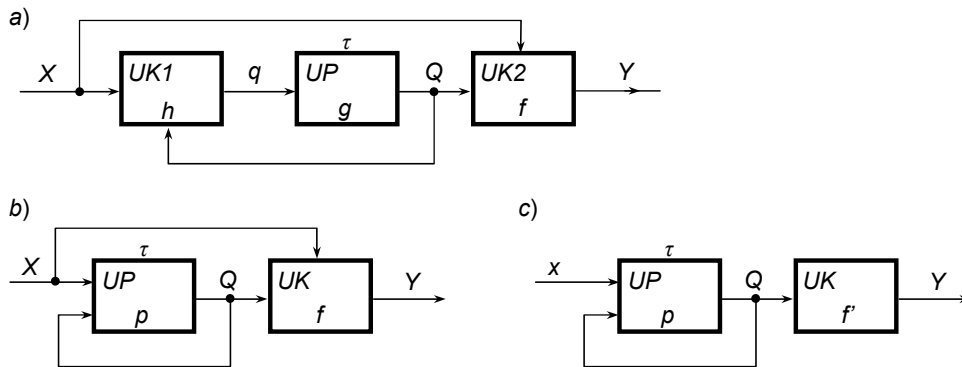 a)
τ
X UK1 q UP Q UK2 Y
h g f
b) c)
τ τ
X UP Q UK Y x UP Q UK Y
p f p f’